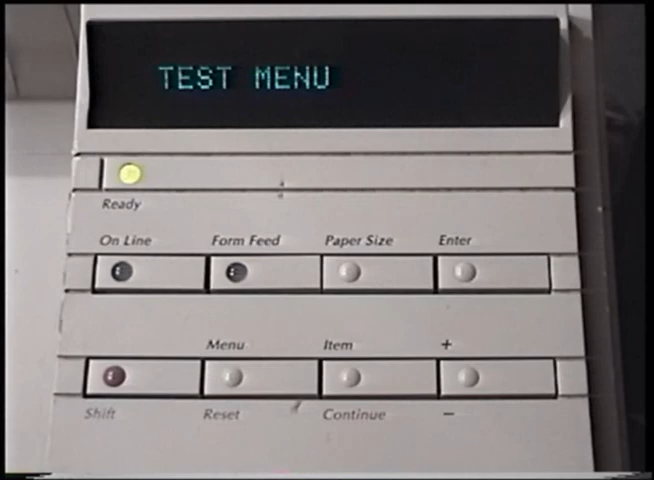 TEST MENU
Ready
On Line Form Feed Paper Size Enter
Menu Item +
Shift Reset Continue −